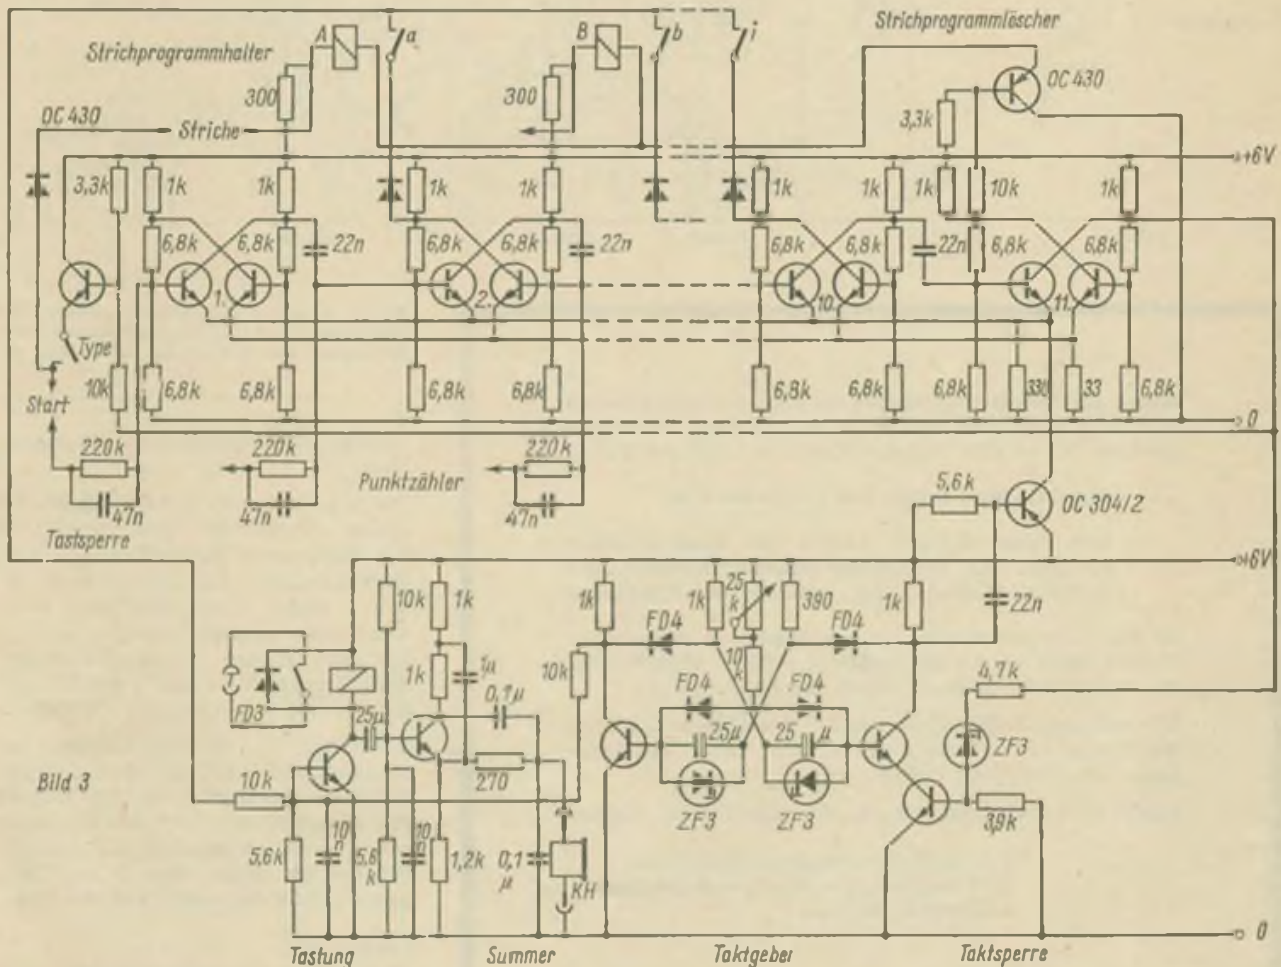 Strichprogrammhalter
A
a
B
b
i
Strichprogrammlöscher
300
300
OC 430
OC 430
Striche
3,3k
+6V
3,3k
1k
1k
1k
1k
1k
1k
1k
10k
1k
6,8k
6,8k
22n
6,8k
6,8k
22n
6,8k
6,8k
22n
6,8k
6,8k
1.
2.
10.
11.
Type
10k
6,8k
6,8k
6,8k
6,8k
6,8k
6,8k
6,8k
330
33
6,8k
Start
0
220k
220k
220k
Punktzähler
47n
47n
47n
5,6k
OC 304/2
Tastsperre
+6V
10k
1k
1k
1k
25
k
390
1k
22n
FD4
FD4
1k
1µ
10k
10
k
4,7k
FD3
0,1µ
FD4
FD4
25µ
25µ
25
µ
ZF3
Bild 3
10k
270
ZF3
ZF3
3,9k
5,6k
10
n
5,6
k
10
n
1,2k
0,1
µ
KH
0
Tastung
Summer
Taktgeber
Taktsperre